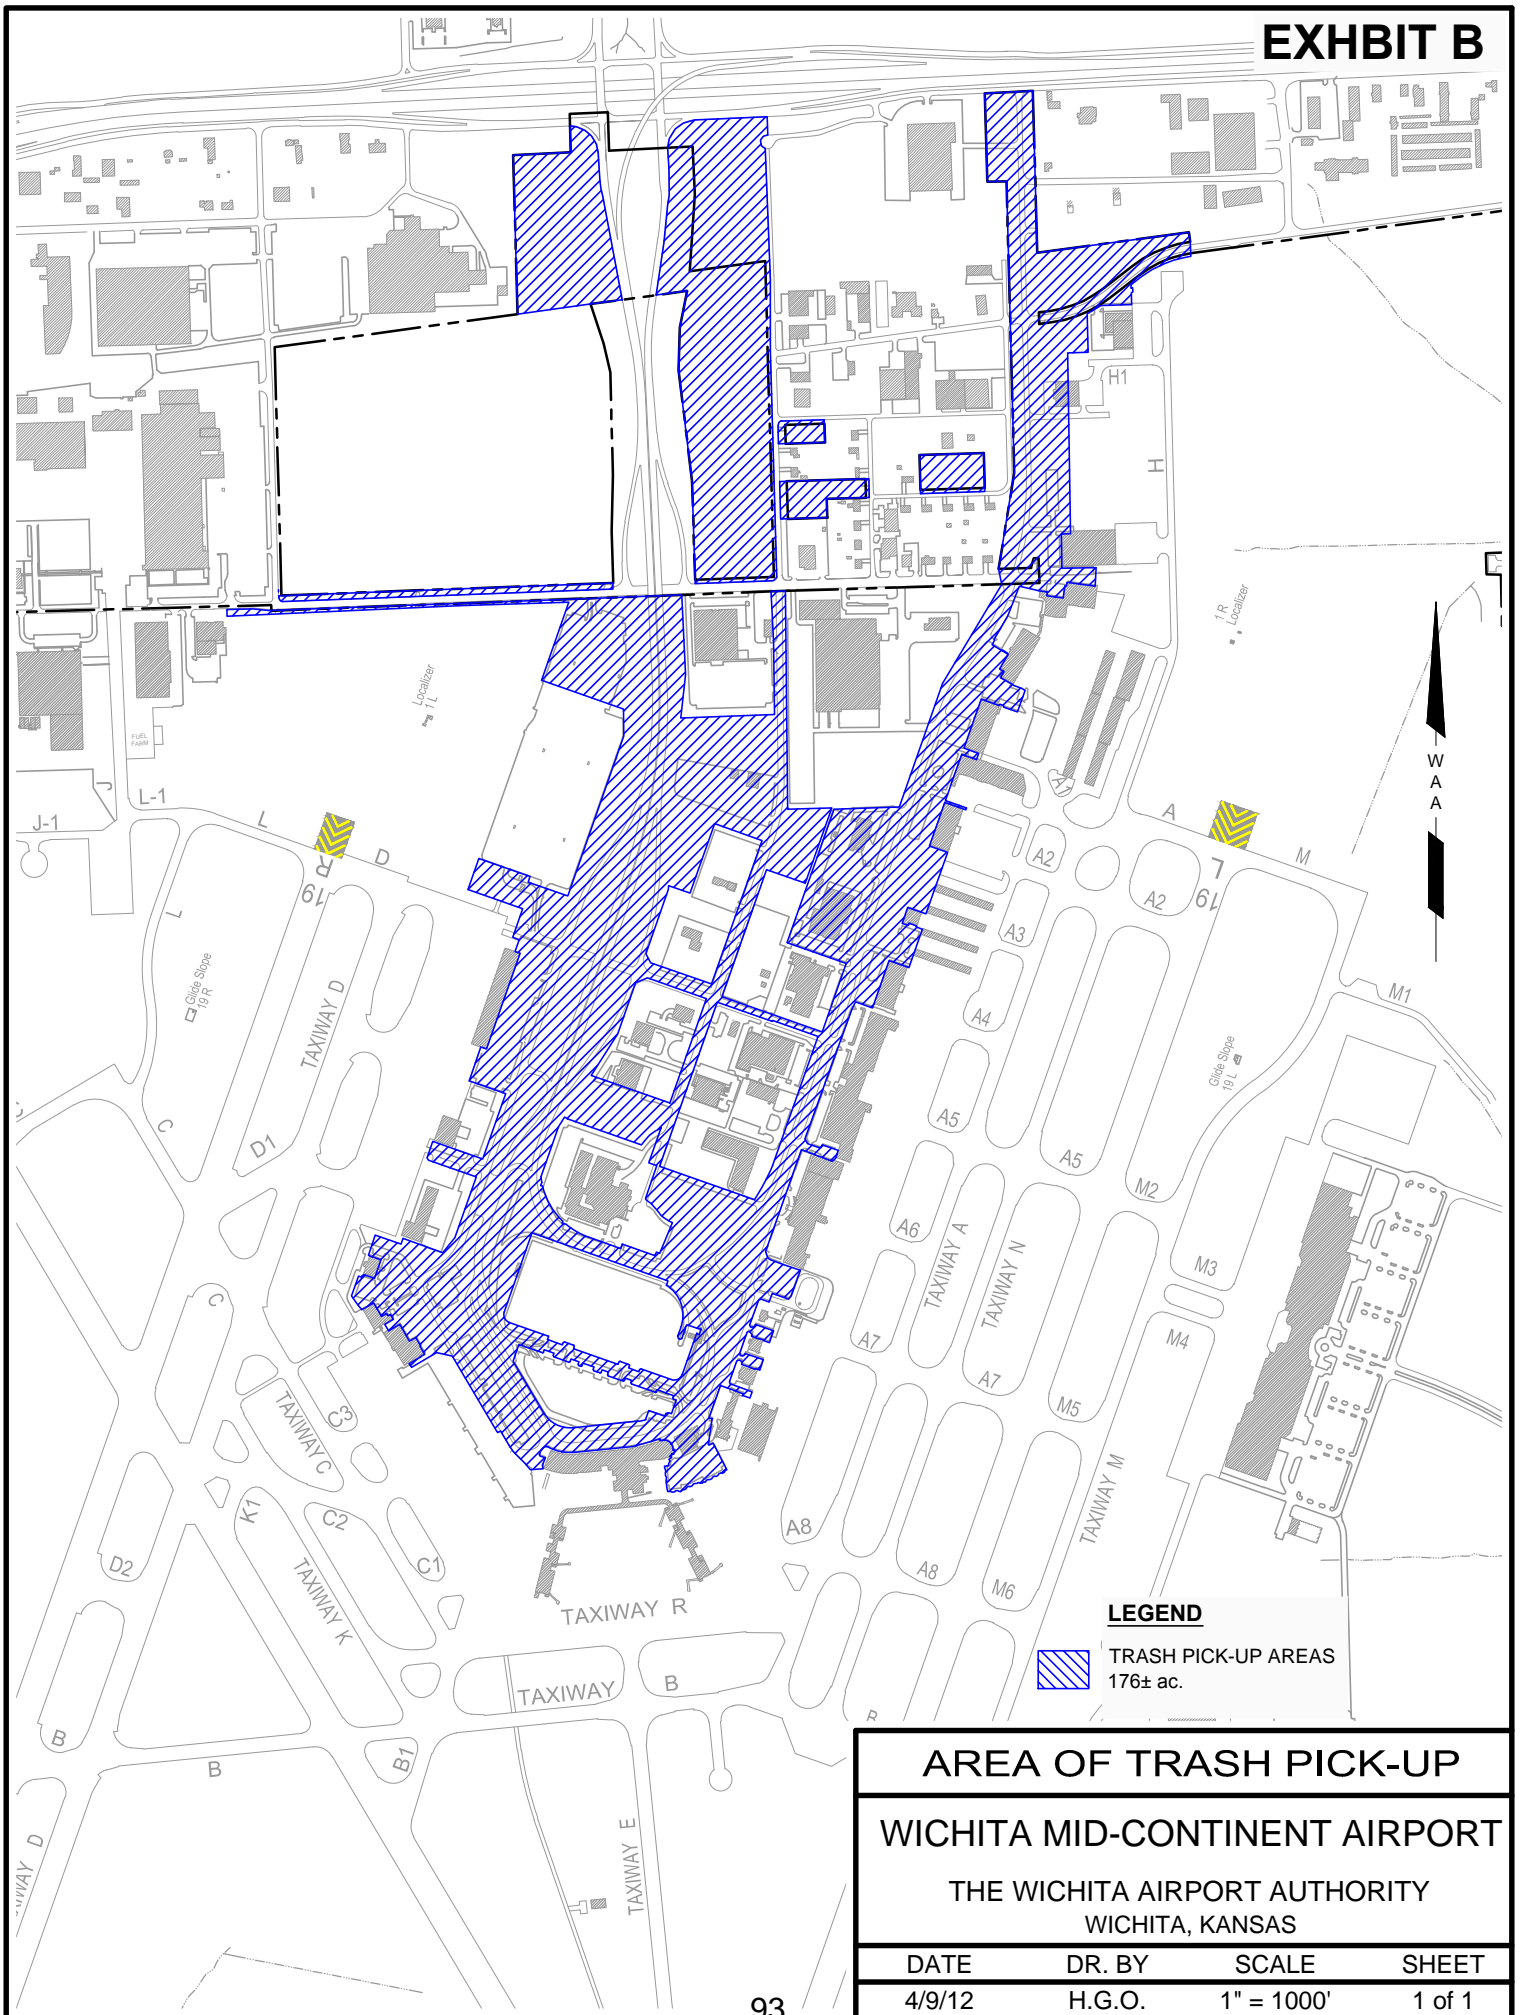 EXHBIT B
H1
H
1 R
Localizer
Localizer
1 L
FUEL
FARM
W
A
A
J
L-1
J-1
L
D
19 R
L
A1
A
M
19 L
A2
A2
A3
A4
M1
Glide Slope
19 R
TAXIWAY D
Glide Slope
19 L
C
D1
A5
A5
M2
A6
TAXIWAY A
TAXIWAY N
M3
C
A7
M4
A7
TAXIWAY C
C3
M5
K1
C2
C1
TAXIWAY K
D2
A8
A8
M6
TAXIWAY M
TAXIWAY R
LEGEND
TRASH PICK-UP AREAS
176± ac.
TAXIWAY B
B
B
B
B1
TAXIWAY E
D
AREA OF TRASH PICK-UP
WICHITA MID-CONTINENT AIRPORT
THE WICHITA AIRPORT AUTHORITY
WICHITA, KANSAS
DATE DR. BY SCALE SHEET
4/9/12 H.G.O. 1" = 1000' 1 of 1
93